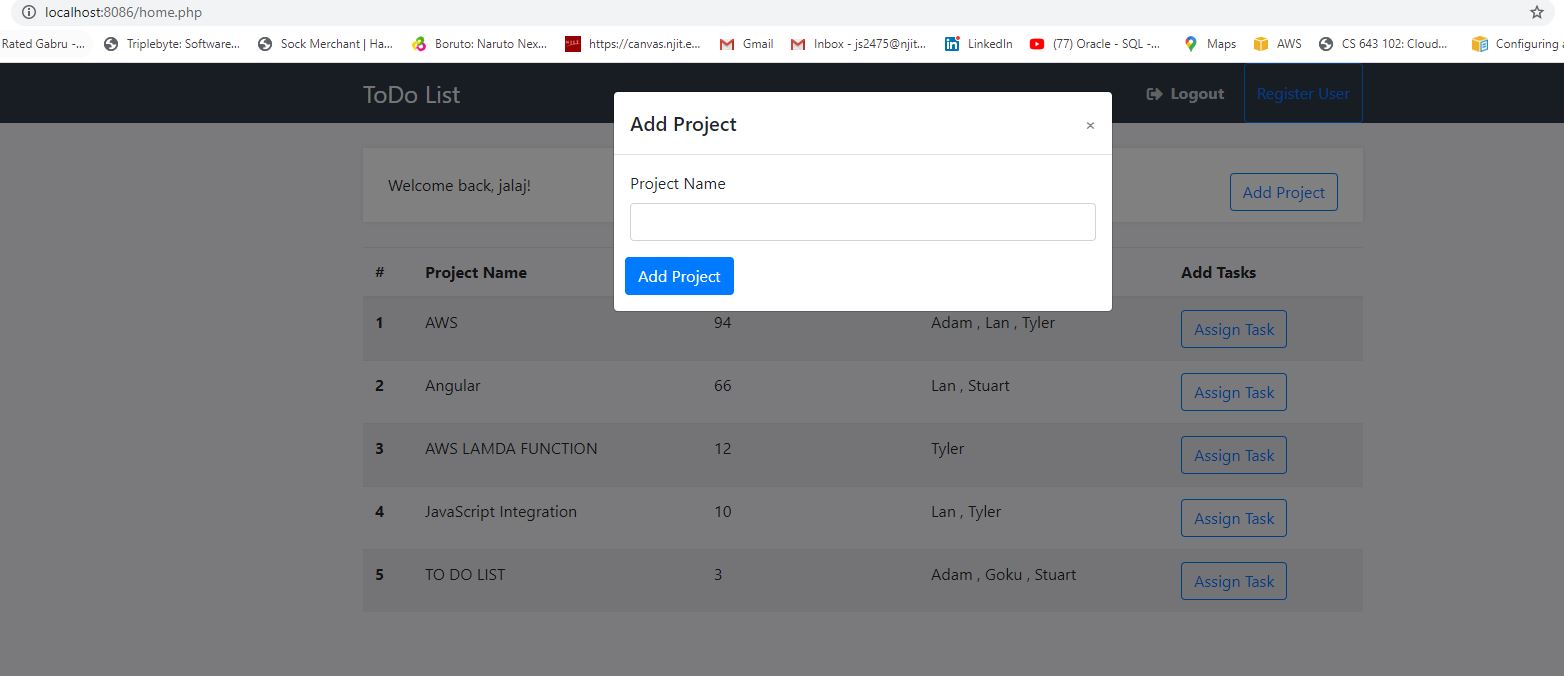 localhost:8086/home.php
Rated Gabru -... Triplebyte: Software... Sock Merchant | Ha... Boruto: Naruto Nex... https://canvas.njit.e... Gmail Inbox - js2475@njit... LinkedIn (77) Oracle - SQL -... Maps AWS CS 643 102: Cloud... Configuring a
ToDo List Logout Register User
Add Project ×
Welcome back, jalaj! Add Project
Project Name
Add Project
# Project Name Add Tasks
1 AWS 94 Adam , Lan , Tyler Assign Task
2 Angular 66 Lan , Stuart Assign Task
3 AWS LAMDA FUNCTION 12 Tyler Assign Task
4 JavaScript Integration 10 Lan , Tyler Assign Task
5 TO DO LIST 3 Adam , Goku , Stuart Assign Task